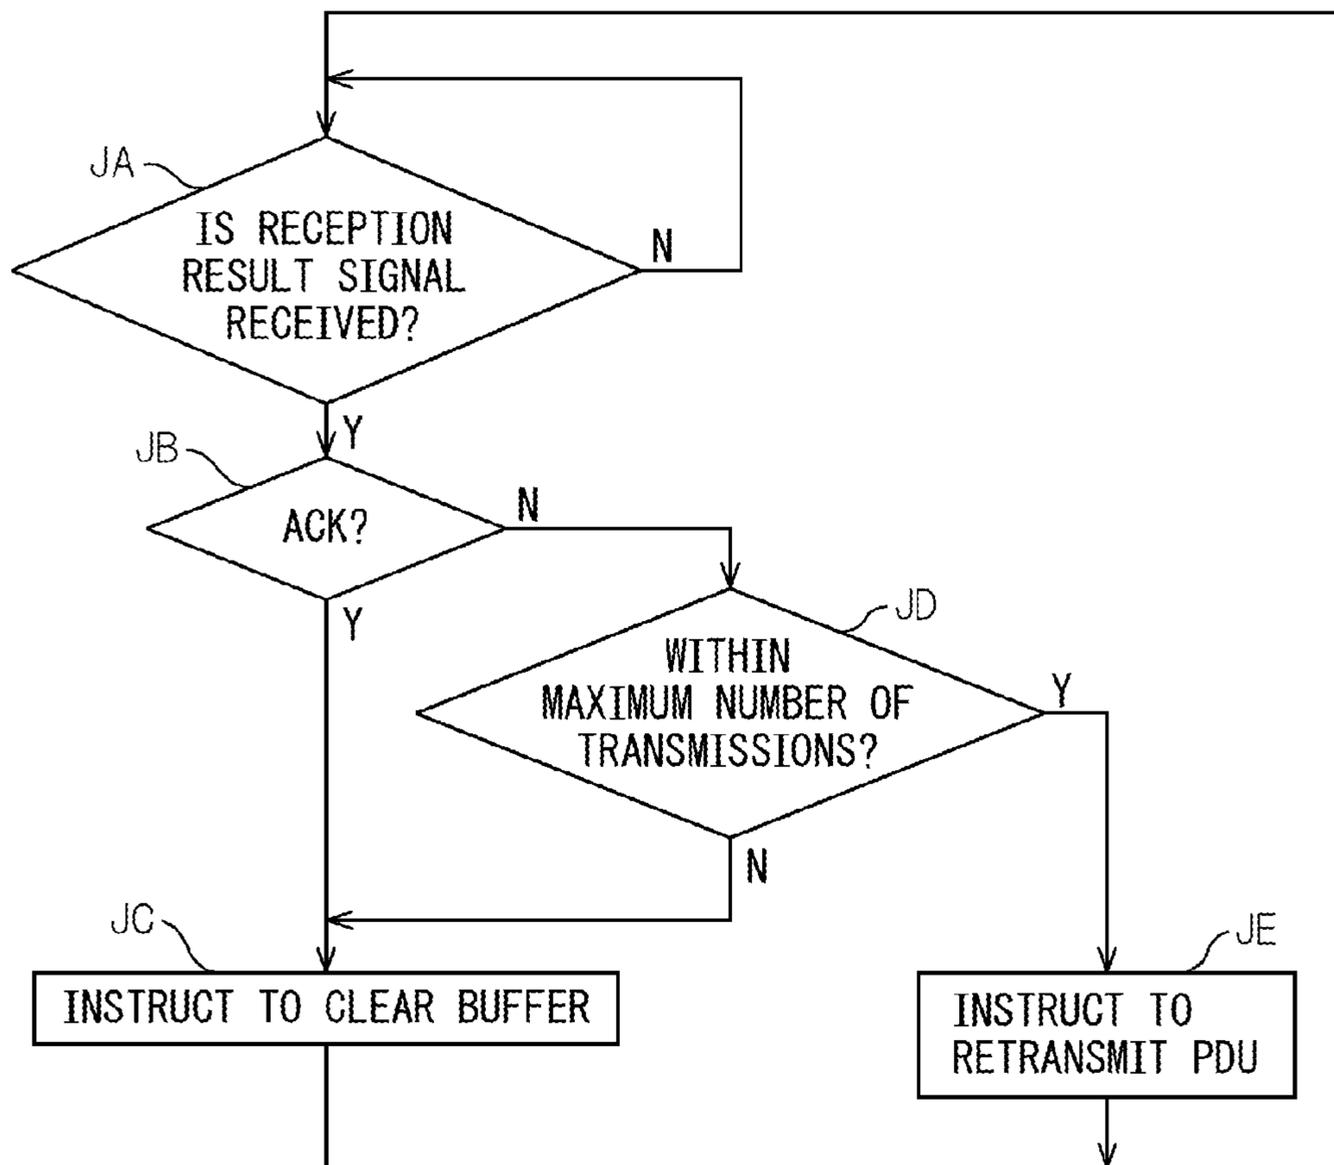 JA
IS RECEPTION
RESULT SIGNAL
RECEIVED?
N
Y
JB
ACK?
N
Y
JD
WITHIN
MAXIMUM NUMBER OF
TRANSMISSIONS?
Y
N
JC
INSTRUCT TO CLEAR BUFFER
JE
INSTRUCT TO
RETRANSMIT PDU